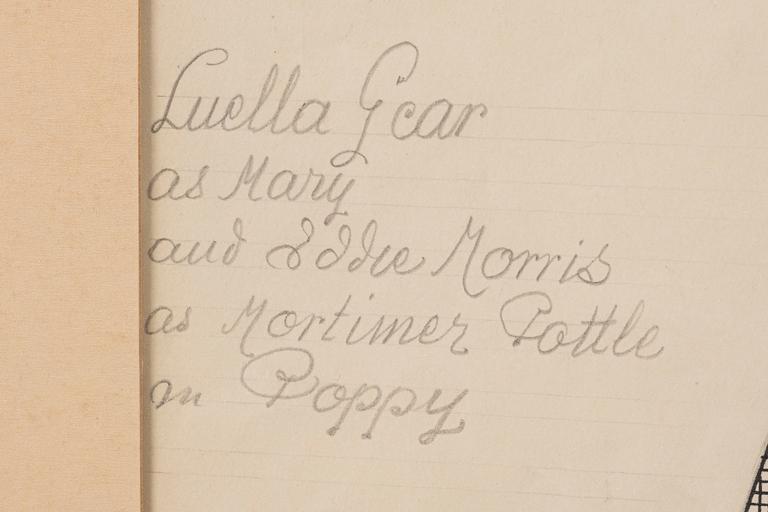 Luella Gear
as Mary
and Eddie Morris
as Mortimer Pottle
in Poppy